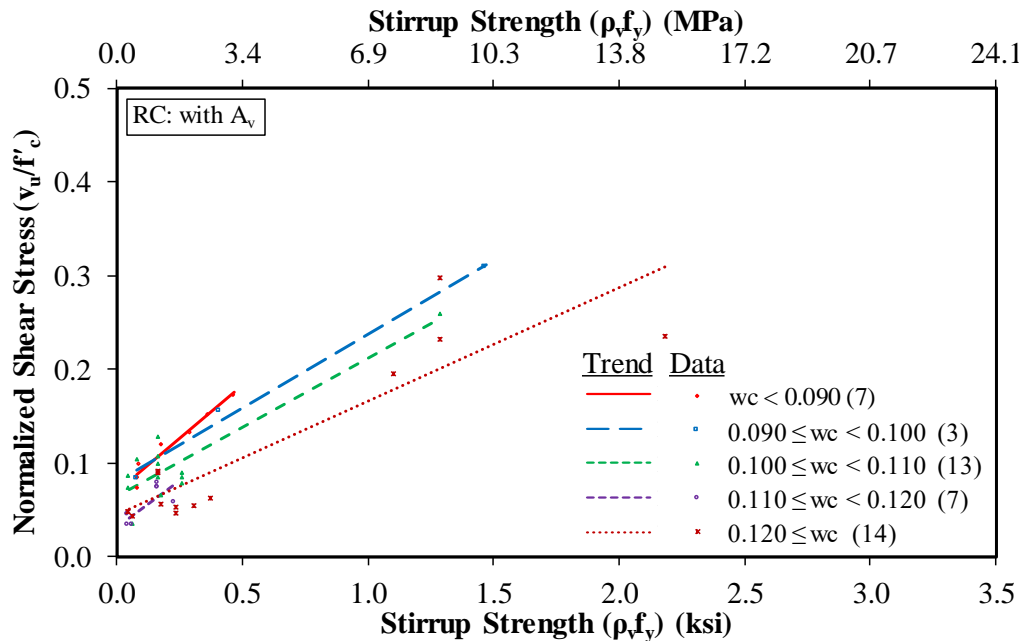 Stirrup Strength (ρvfy) (MPa)
0.0 3.4 6.9 10.3 13.8 17.2 20.7 24.1
RC: with Av
Normalized Shear Stress (vu/f′c)
0.5
0.4
0.3
0.2
0.1
0.0
Trend Data
wc < 0.090 (7)
0.090 ≤ wc < 0.100 (3)
0.100 ≤ wc < 0.110 (13)
0.110 ≤ wc < 0.120 (7)
0.120 ≤ wc (14)
0.0 0.5 1.0 1.5 2.0 2.5 3.0 3.5
Stirrup Strength (ρvfy) (ksi)